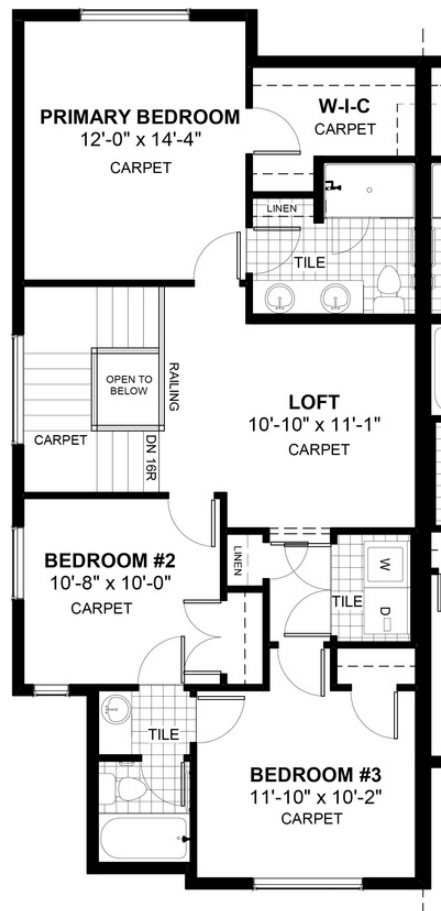 PRIMARY BEDROOM
12'-0" x 14'-4"
CARPET
W-I-C
CARPET
LINEN
TILE
OPEN TO
BELOW
RAILING
CARPET
DN 16R
LOFT
10'-10" x 11'-1"
CARPET
BEDROOM #2
10'-8" x 10'-0"
CARPET
LINEN
W
TILE
D
TILE
BEDROOM #3
11'-10" x 10'-2"
CARPET